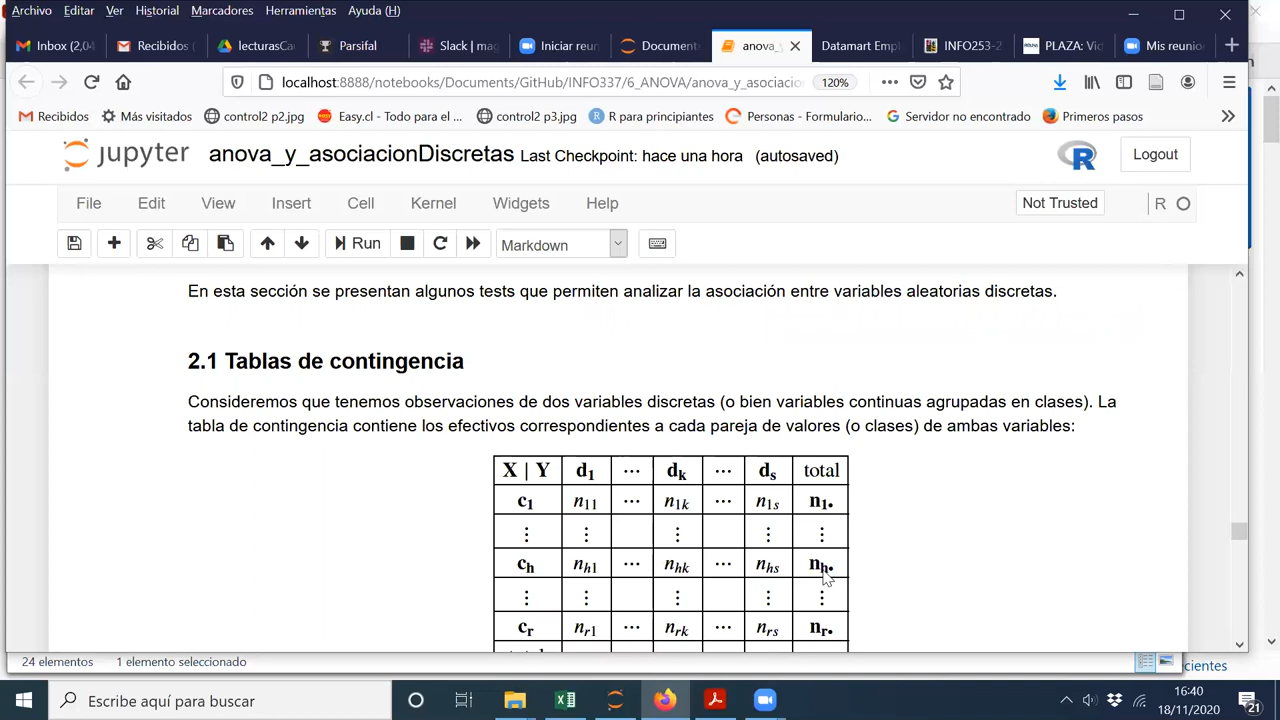 Archivo Editar Ver Historial Marcadores Herramientas Ayuda (H)
Inbox (2,04 Recibidos ( lecturasCa Parsifal Slack | mag Iniciar reun Documents anova_y_ Datamart Empl INFO253-2 PLAZA: Vid Mis reunio
localhost:8888/notebooks/Documents/GitHub/INFO337/6_ANOVA/anova_y_asociacion 120%
Recibidos Más visitados control2 p2.jpg Easy.cl - Todo para el ... control2 p3.jpg R para principiantes Personas - Formulario... Servidor no encontrado Primeros pasos
jupyter anova_y_asociacionDiscretas Last Checkpoint: hace una hora (autosaved) Logout
File Edit View Insert Cell Kernel Widgets Help Not Trusted R
Run Markdown
En esta sección se presentan algunos tests que permiten analizar la asociación entre variables aleatorias discretas.
2.1 Tablas de contingencia
Consideremos que tenemos observaciones de dos variables discretas (o bien variables continuas agrupadas en clases). La
tabla de contingencia contiene los efectivos correspondientes a cada pareja de valores (o clases) de ambas variables:
X | Y d1 ⋯ dk ⋯ ds total
c1 n11 ⋯ n1k ⋯ n1s n1•
⋮ ⋮ ⋮ ⋮ ⋮
ch nh1 ⋯ nhk ⋯ nhs nh•
⋮ ⋮ ⋮ ⋮ ⋮
cr nr1 ⋯ nrk ⋯ nrs nr•
24 elementos 1 elemento seleccionado
Escribe aquí para buscar 16:40
18/11/2020 21